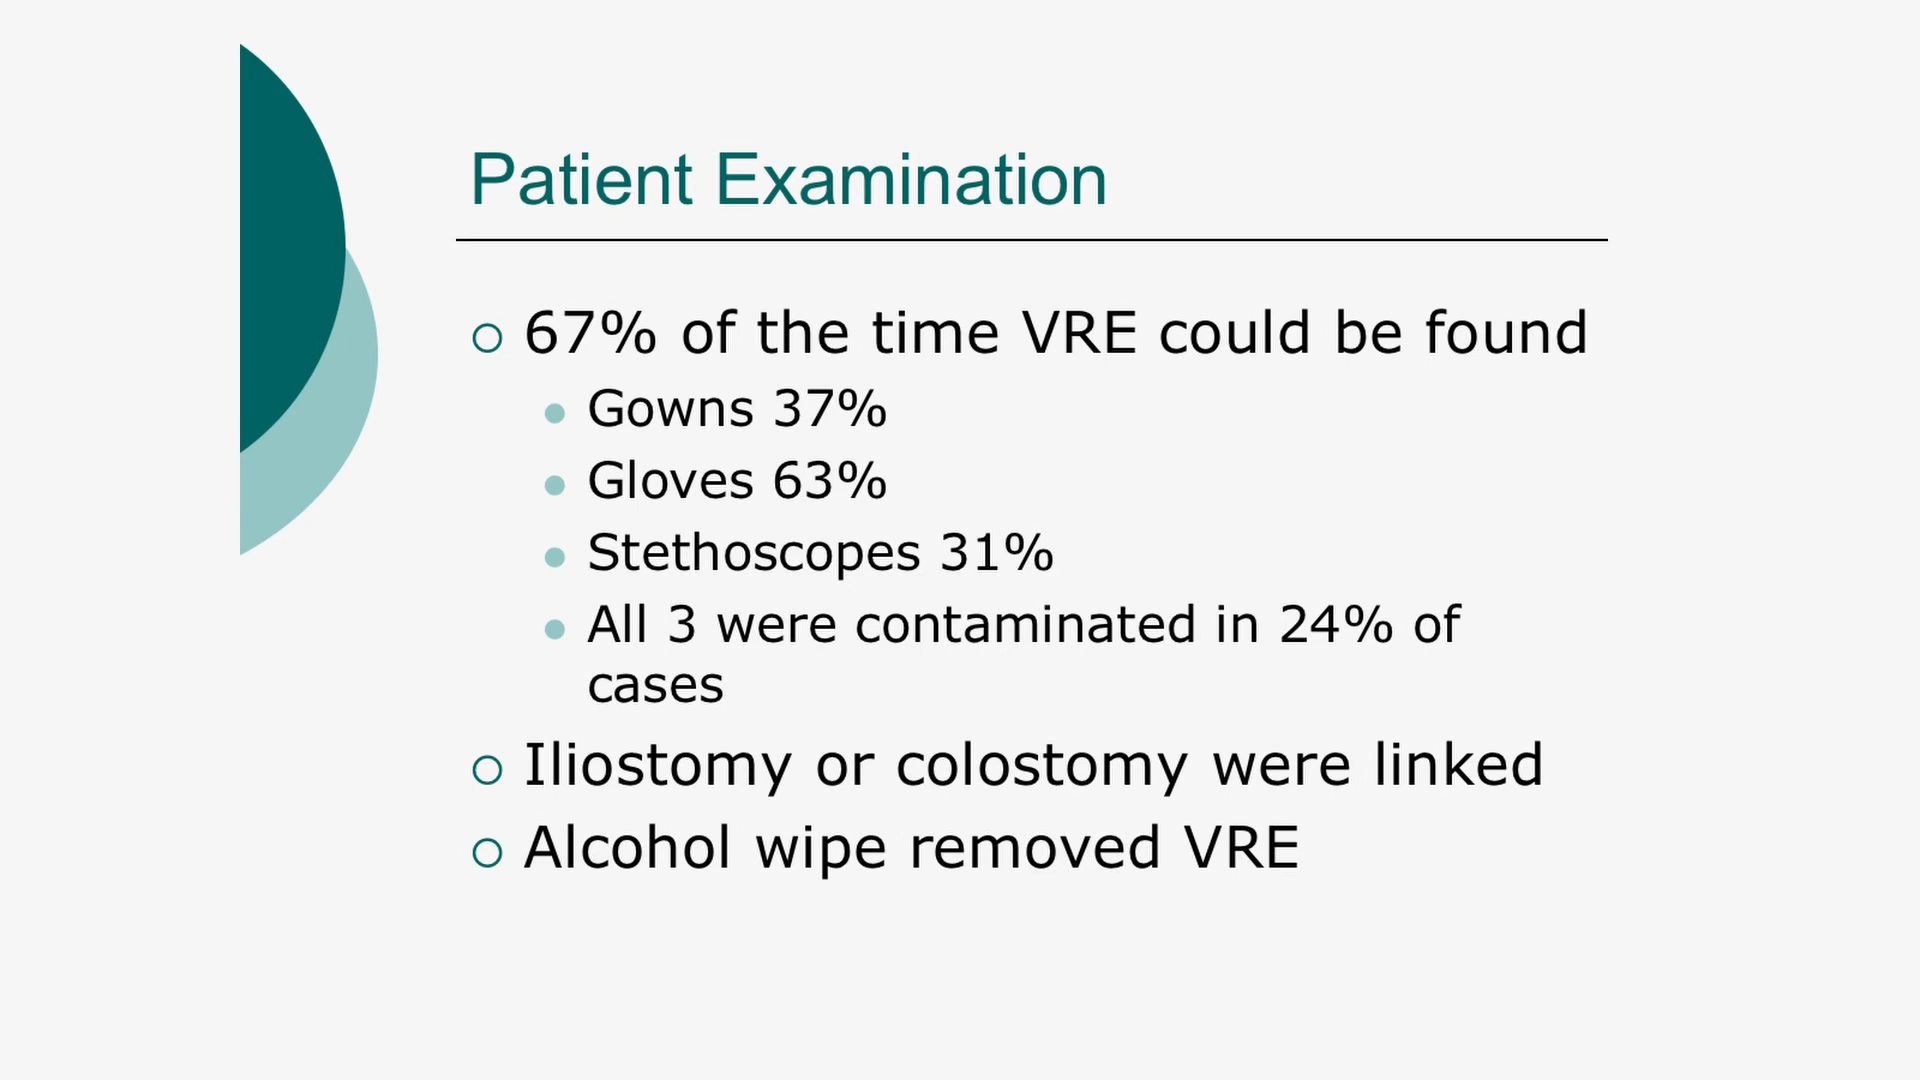 Patient Examination
67% of the time VRE could be found
Gowns 37%
Gloves 63%
Stethoscopes 31%
All 3 were contaminated in 24% of
cases
Iliostomy or colostomy were linked
Alcohol wipe removed VRE